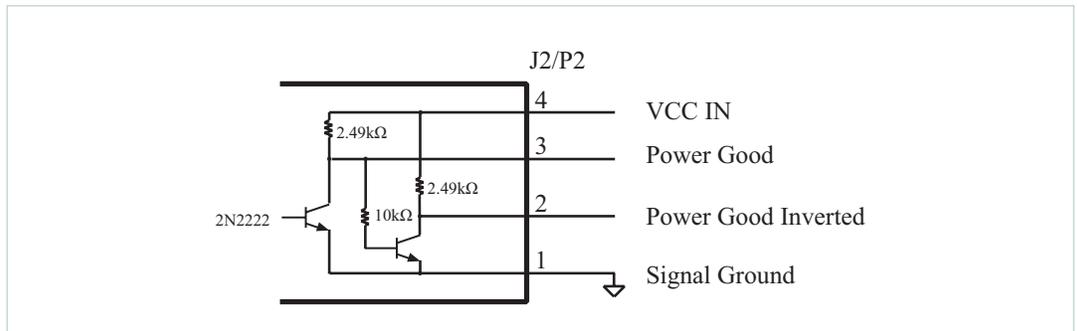 J2/P2
4 VCC IN
2.49kΩ
3 Power Good
2.49kΩ
2N2222 10kΩ 2 Power Good Inverted
1 Signal Ground